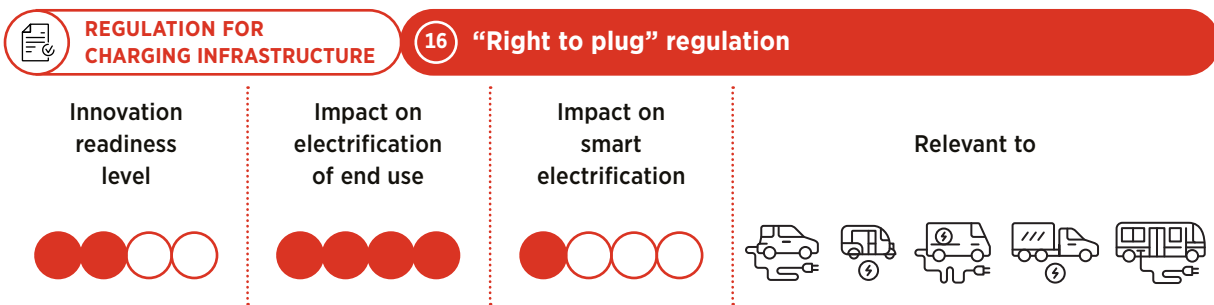 REGULATION FOR
CHARGING INFRASTRUCTURE
16 “Right to plug” regulation
Innovation
readiness
level
Impact on
electrification
of end use
Impact on
smart
electrification
Relevant to